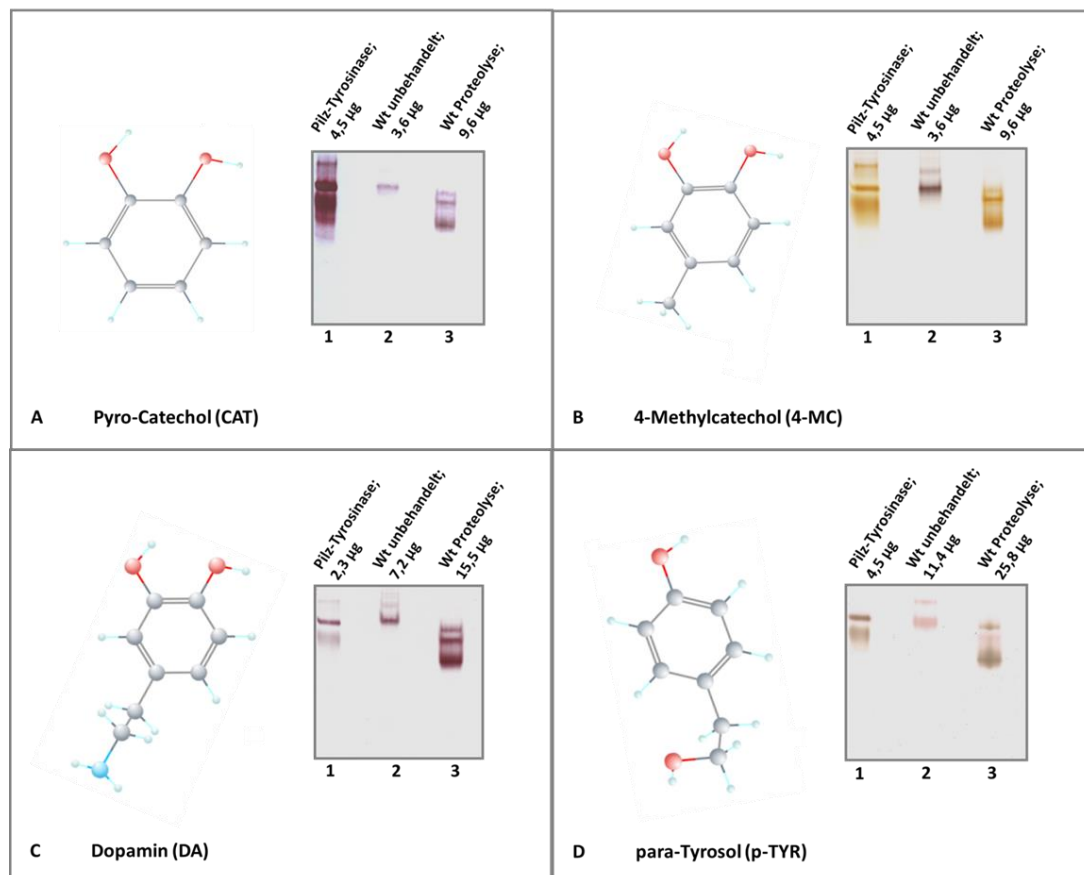 Pilz-Tyrosinase;
4,5 µg
Wt unbehandelt;
3,6 µg
Wt Proteolyse;
9,6 µg
1 2 3
A Pyro-Catechol (CAT)
Pilz-Tyrosinase;
4,5 µg
Wt unbehandelt;
3,6 µg
Wt Proteolyse;
9,6 µg
1 2 3
B 4-Methylcatechol (4-MC)
Pilz-Tyrosinase;
2,3 µg
Wt unbehandelt;
7,2 µg
Wt Proteolyse;
15,5 µg
1 2 3
C Dopamin (DA)
Pilz-Tyrosinase;
4,5 µg
Wt unbehandelt;
11,4 µg
Wt Proteolyse;
25,8 µg
1 2 3
D para-Tyrosol (p-TYR)